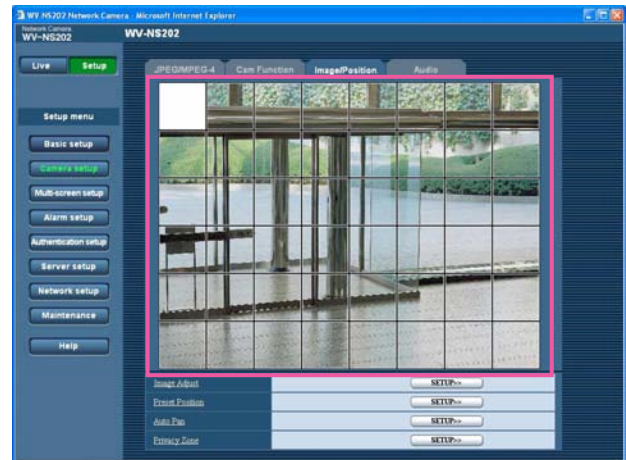 WV-NS202 Network Camera - Microsoft Internet Explorer
Network Camera
WV-NS202
WV-NS202
Live
Setup
JPEG/MPEG-4
Cam Function
Image/Position
Audio
Setup menu
Basic setup
Camera setup
Multi-screen setup
Alarm setup
Authentication setup
Server setup
Network setup
Maintenance
Help
Image Adjust
SETUP>>
Preset Position
SETUP>>
Auto Pan
SETUP>>
Privacy Zone
SETUP>>